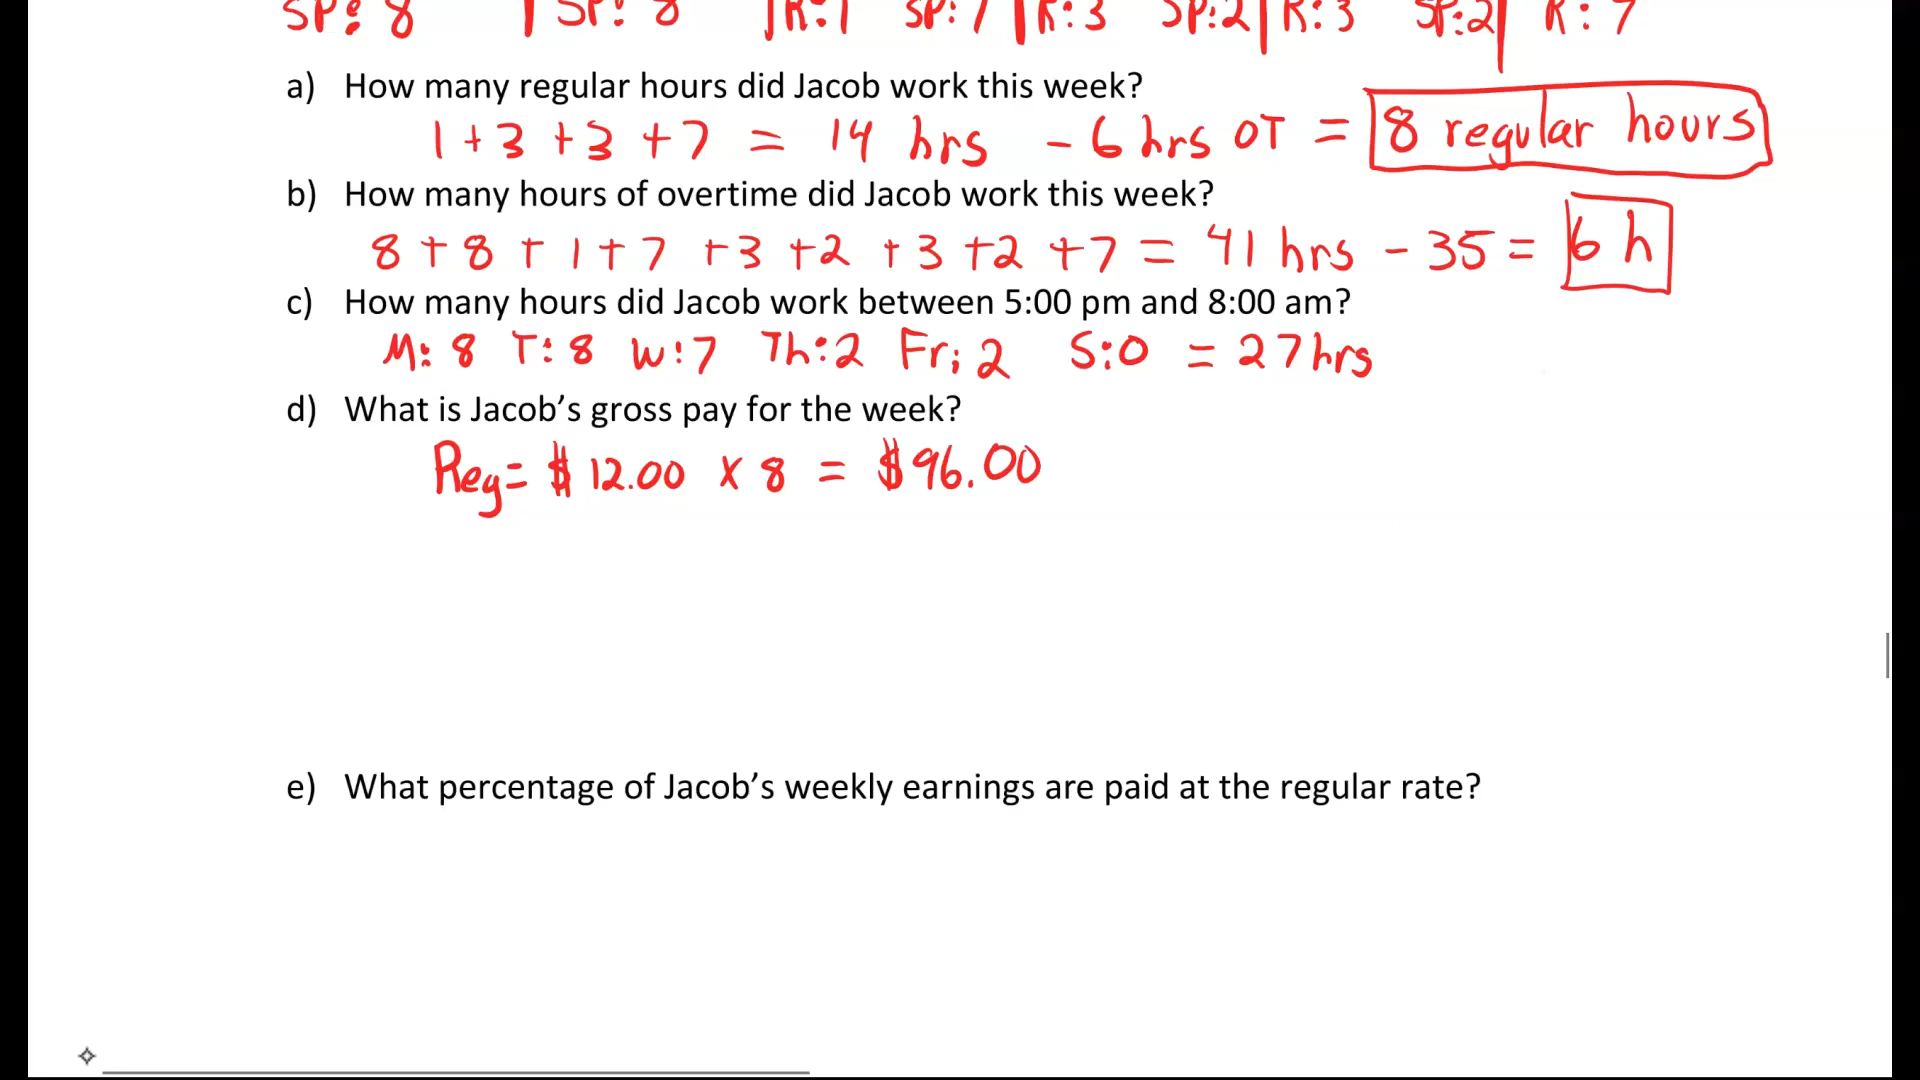 SP: 8 SP: 8 R: 1 SP: 7 R: 3 SP: 2 R: 3 SP: 2 R: 7
a) How many regular hours did Jacob work this week?
1 + 3 + 3 + 7 = 14 hrs - 6 hrs OT = 8 regular hours
b) How many hours of overtime did Jacob work this week?
8 + 8 + 1 + 7 + 3 + 2 + 3 + 2 + 7 = 41 hrs - 35 = 6 h
c) How many hours did Jacob work between 5:00 pm and 8:00 am?
M: 8 T: 8 W: 7 Th: 2 Fr: 2 S: 0 = 27 hrs
d) What is Jacob’s gross pay for the week?
Reg = $12.00 x 8 = $96.00
e) What percentage of Jacob’s weekly earnings are paid at the regular rate?